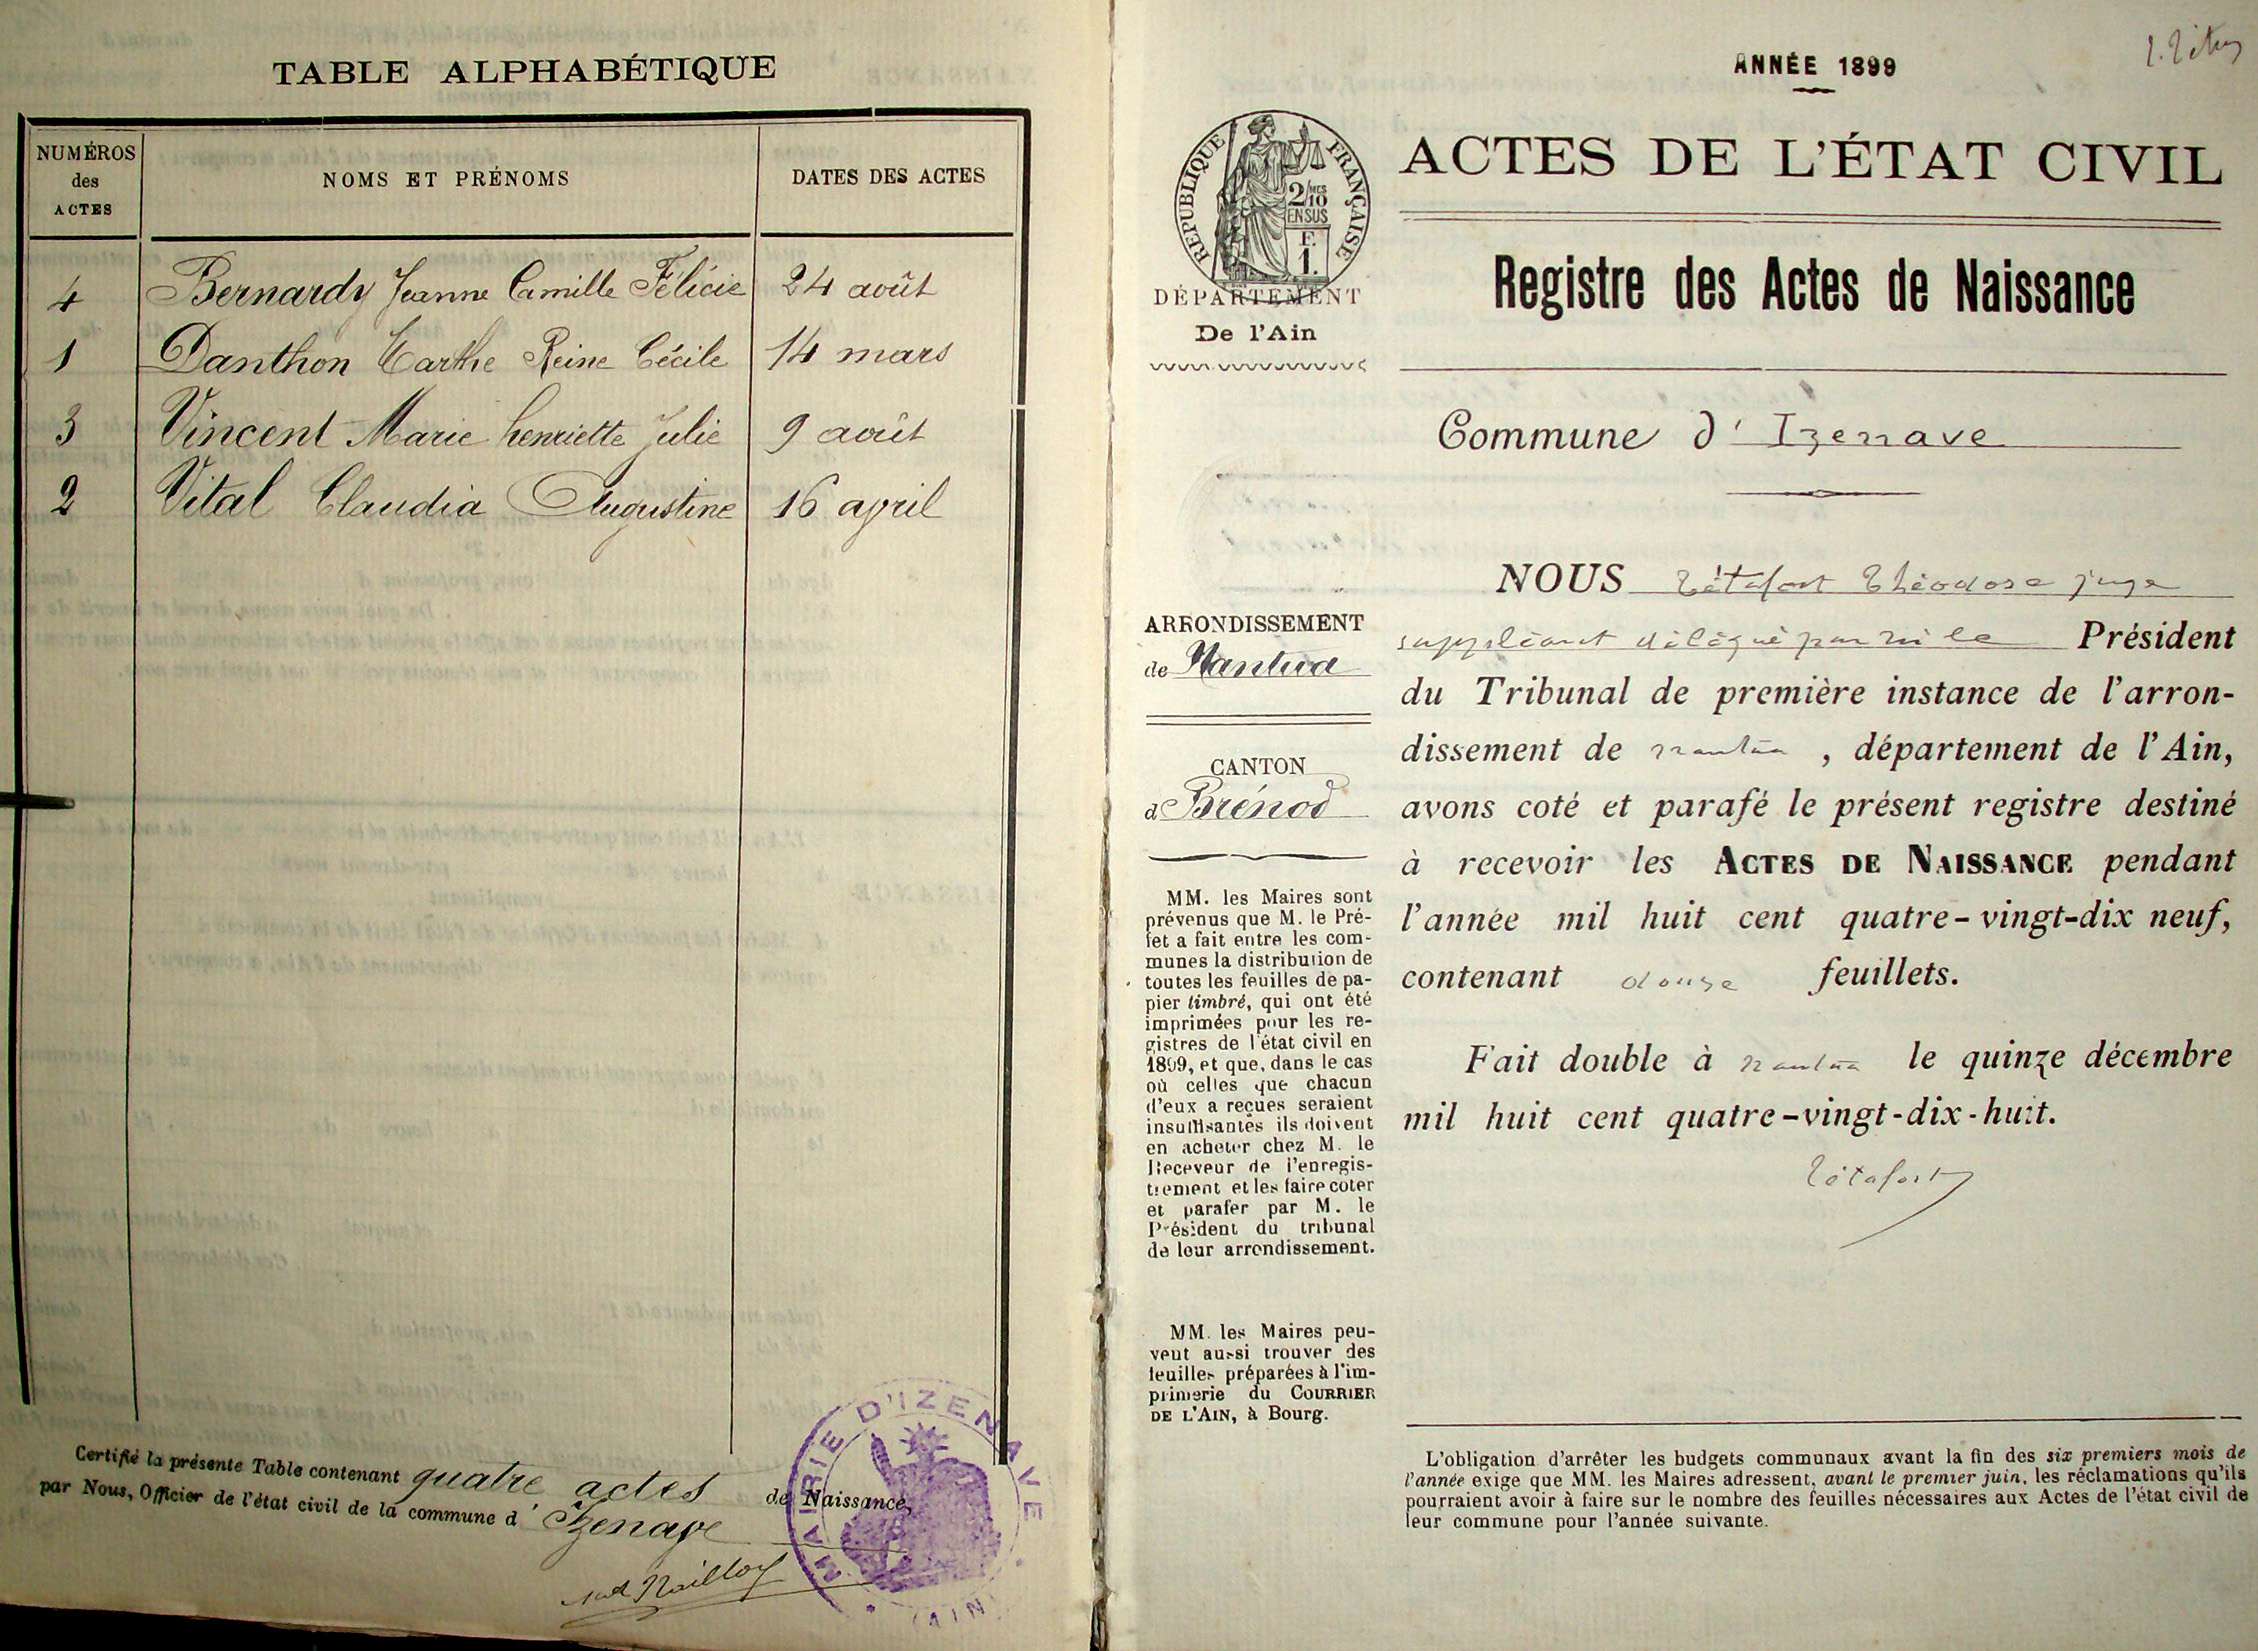 TABLE ALPHABÉTIQUE
NUMÉROS
des
ACTES
NOMS ET PRÉNOMS
DATES DES ACTES
4 Bernardy Jeanne Camille Félicie 24 août
1 Danthon Marthe Reine Cécile 14 mars
3 Vincent Marie henriette Julie 9 août
2 Vital Claudia Augustine 16 avril
Certifié la présente Table contenant quatre actes de Naissance,
par Nous, Officier de l'état civil de la commune d'Izenave
MAIRIE D'IZENAVE
(AIN)
ANNÉE 1899
RÉPUBLIQUE FRANÇAISE
2/10
EN SUS
F.
1.
DÉPARTEMENT
De l'Ain
ACTES DE L'ÉTAT CIVIL
Registre des Actes de Naissance
Commune d'Izenave
ARRONDISSEMENT
de Nantua
CANTON
d Brénod
MM. les Maires sont
prévenus que M. le Pré-
fet a fait entre les com-
munes la distribution de
toutes les feuilles de pa-
pier timbré, qui ont été
imprimées pour les re-
gistres de l'état civil en
1899, et que, dans le cas
où celles que chacun
d'eux a reçues seraient
insuffisantes ils doivent
en acheter chez M. le
Receveur de l'enregis-
trement et les faire coter
et parafer par M. le
Président du tribunal
de leur arrondissement.
MM. les Maires peu-
vent aussi trouver des
feuilles préparées à l'im-
primerie du COURRIER
DE L'AIN, à Bourg.
NOUS Tétafort Théodose juge
suppléant délégué par Mr le Président
du Tribunal de première instance de l'arron-
dissement de nantua, département de l'Ain,
avons coté et parafé le présent registre destiné
à recevoir les ACTES DE NAISSANCE pendant
l'année mil huit cent quatre-vingt-dix neuf,
contenant douze feuillets.
Fait double à nantua le quinze décembre
mil huit cent quatre-vingt-dix-huit.
Tétafort
L'obligation d'arrêter les budgets communaux avant la fin des six premiers mois de
l'année exige que MM. les Maires adressent, avant le premier juin, les réclamations qu'ils
pourraient avoir à faire sur le nombre des feuilles nécessaires aux Actes de l'état civil de
leur commune pour l'année suivante.